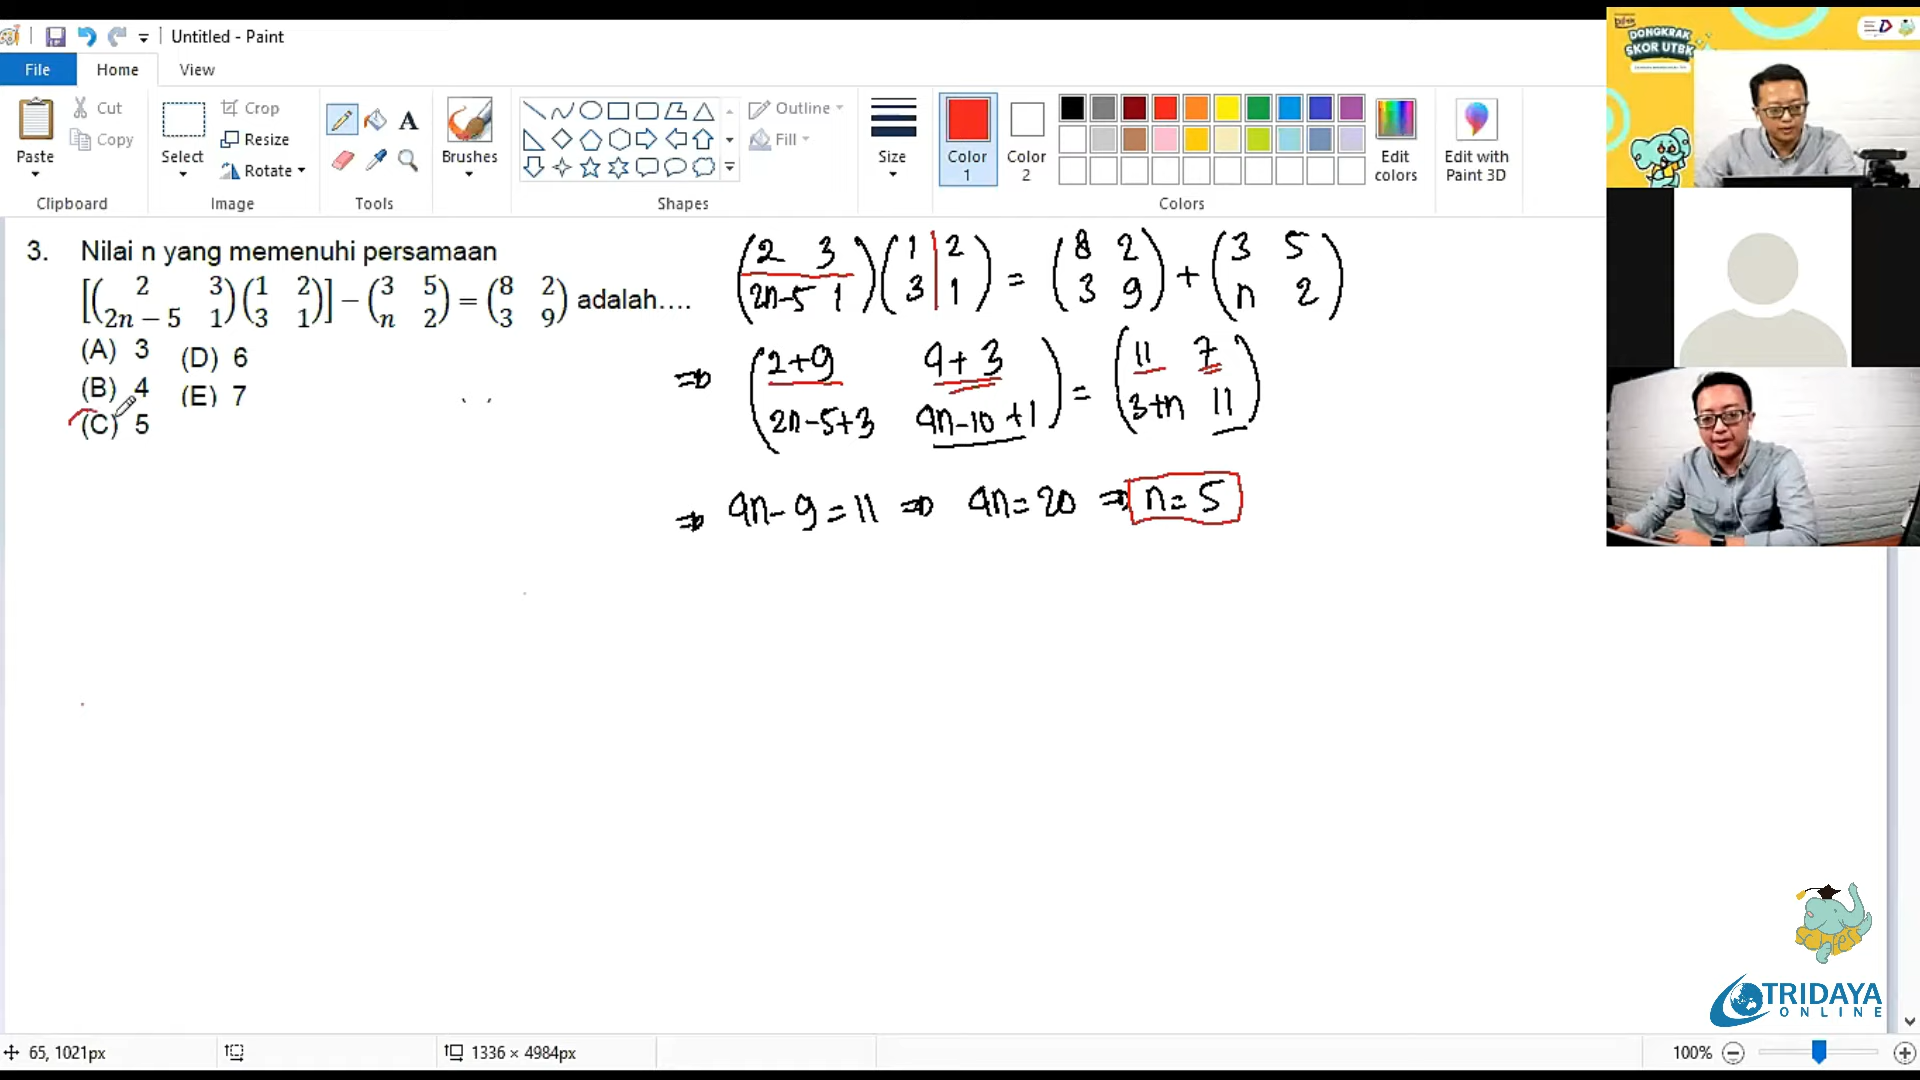 Untitled - Paint
File Home View
Paste
Cut
Copy
Clipboard
Select
Crop
Resize
Rotate
Image
Tools
Brushes
Shapes
Outline
Fill
Size
Color 1
Color 2
Colors
Edit colors
Edit with Paint 3D
DONGKRAK
SKOR UTBK
3. Nilai n yang memenuhi persamaan
[(2 3
2n − 5 1)(1 2
3 1)] − (3 5
n 2) = (8 2
3 9) adalah....
(A) 3 (D) 6
(B) 4 (E) 7
(C) 5
(2 3
2n-5 1)(1 2
3 1) = (8 2
3 9) + (3 5
n 2)
⇒ (2+9 4+3
2n-5+3 4n-10+1) = (11 7
3+n 11)
⇒ 4n-9=11 ⇒ 4n=20 ⇒ n=5
TRIDAYA
ONLINE
65, 1021px
1336 × 4984px
100%